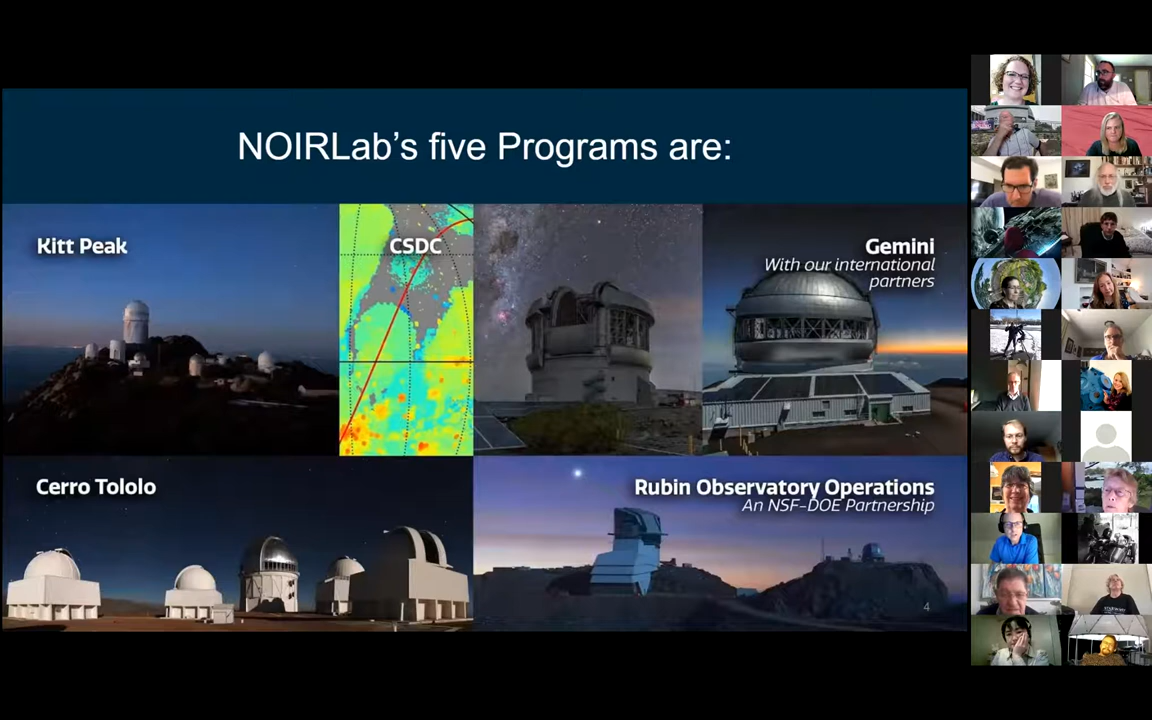 NOIRLab's five Programs are:
Kitt Peak
CSDC
Gemini
With our international
partners
Cerro Tololo
Rubin Observatory Operations
An NSF-DOE Partnership
4